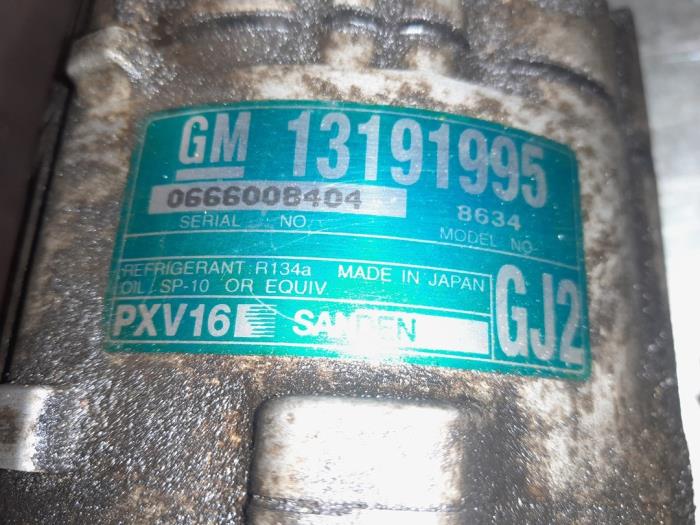 GM 13191995
0666008404
SERIAL NO.
8634
MODEL NO
REFRIGERANT: R134a MADE IN JAPAN
OIL: SP-10 OR EQUIV.
PXV16 SANDEN
GJ2